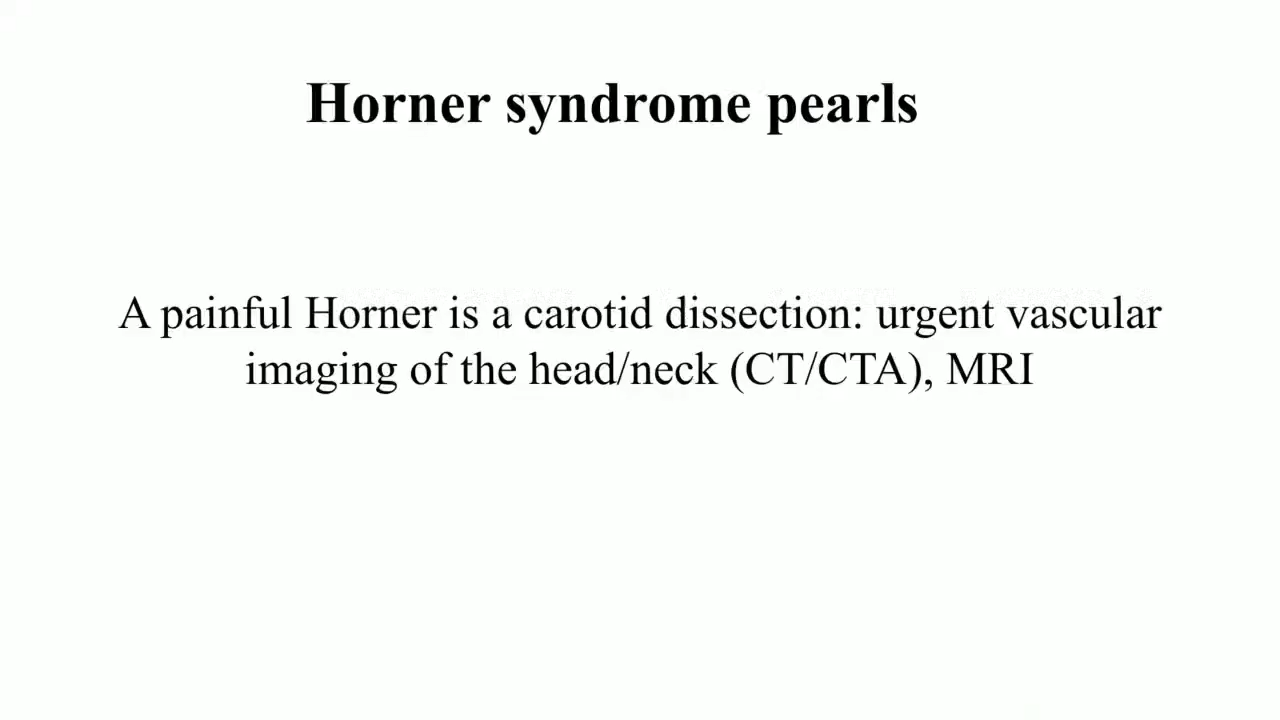 Horner syndrome pearls
A painful Horner is a carotid dissection: urgent vascular
imaging of the head/neck (CT/CTA), MRI